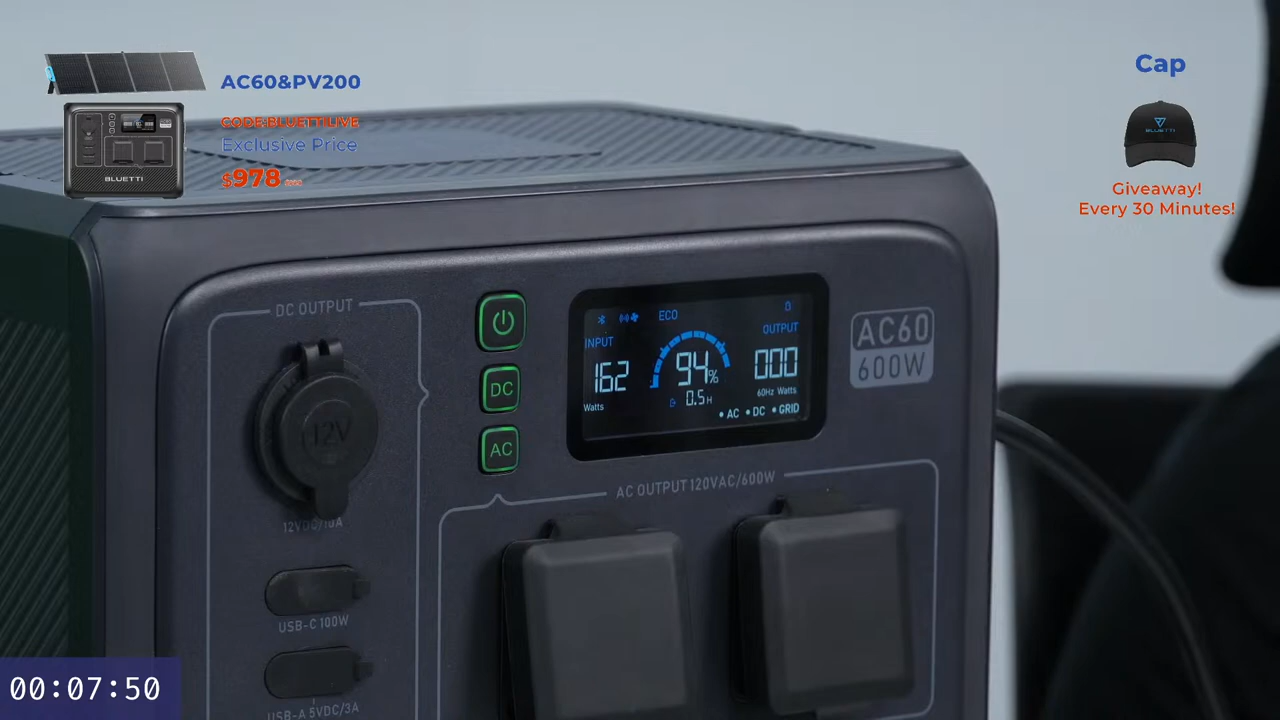 AC60&PV200
CODE:BLUETTILIVE
Exclusive Price
$978
BLUETTI
Cap
BLUETTI
Giveaway!
Every 30 Minutes!
DC OUTPUT
12V
12VDC/10A
USB-C 100W
USB-A 5VDC/3A
DC
AC
ECO
INPUT
OUTPUT
162
94%
000
Watts
0.5H
60Hz Watts
• AC • DC • GRID
AC60
600W
AC OUTPUT 120VAC/600W
00:07:50